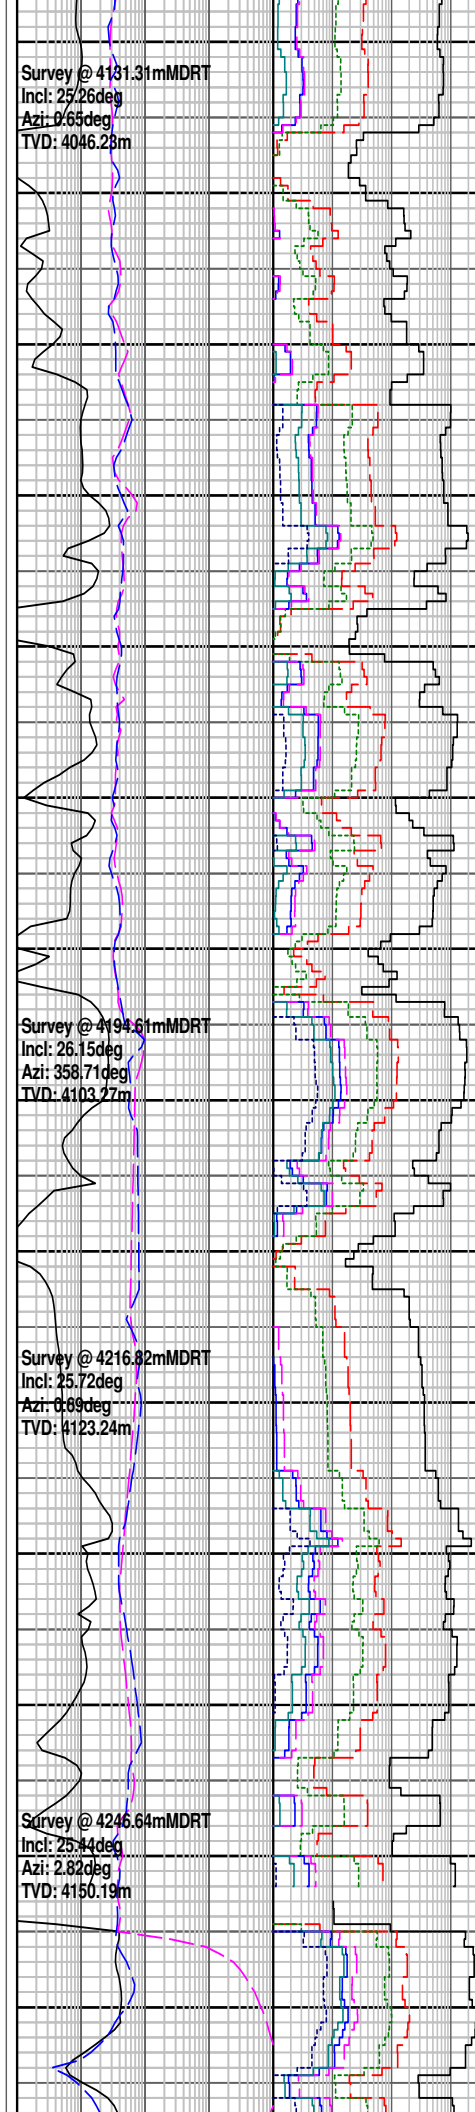 Survey @ 4131.31mMDRT
Incl: 25.26deg
Azi: 0.65deg
TVD: 4046.23m
Survey @ 4194.61mMDRT
Incl: 26.15deg
Azi: 358.71deg
TVD: 4103.27m
Survey @ 4216.82mMDRT
Incl: 25.72deg
Azi: 0.69deg
TVD: 4123.24m
Survey @ 4246.64mMDRT
Incl: 25.44deg
Azi: 2.82deg
TVD: 4150.19m